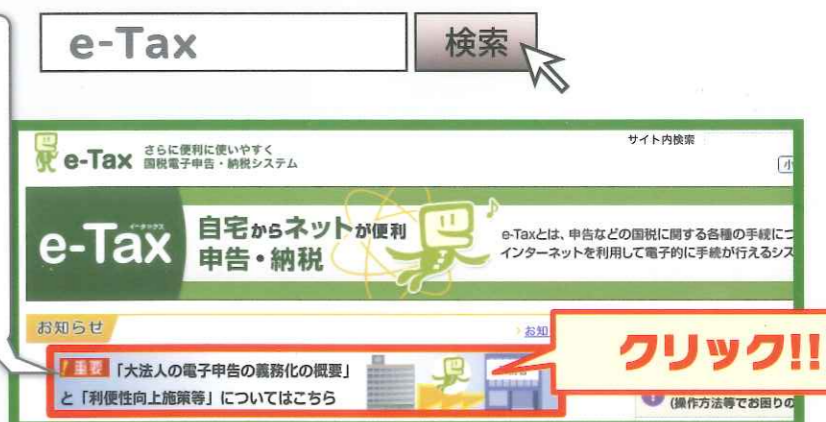 e-Tax 検索
サイト内検索
e-Tax さらに便利に使いやすく
国税電子申告・納税システム
小
イータックス
e-Tax
自宅からネットが便利
申告・納税
e-Taxとは、申告などの国税に関する各種の手続につ
インターネットを利用して電子的に手続が行えるシス
お知らせ
お知
!重要 「大法人の電子申告の義務化の概要」
と「利便性向上施策等」についてはこちら
クリック!!
(操作方法等でお困りの